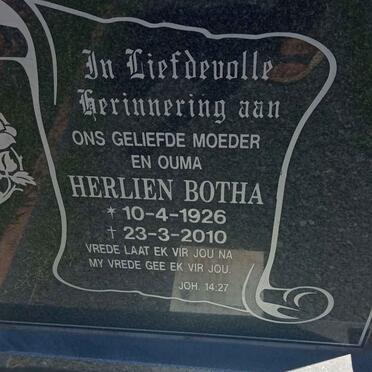 In Liefdevolle
Herinnering aan
ONS GELIEFDE MOEDER
EN OUMA
HERLIEN BOTHA
* 10-4-1926
† 23-3-2010
VREDE LAAT EK VIR JOU NA
MY VREDE GEE EK VIR JOU.
JOH. 14:27